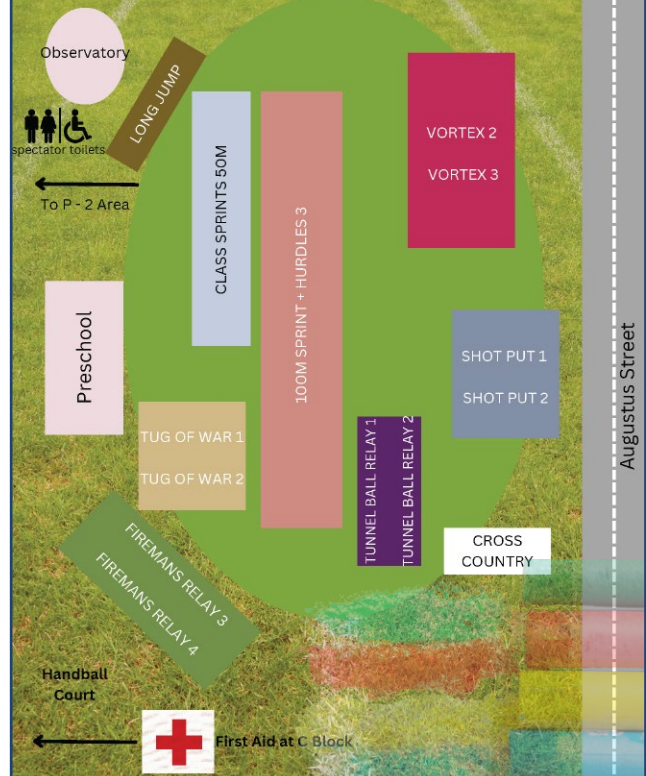 Observatory
LONG JUMP
spectator toilets
To P - 2 Area
CLASS SPRINTS 50M
100M SPRINT + HURDLES 3
VORTEX 2
VORTEX 3
Preschool
SHOT PUT 1
SHOT PUT 2
Augustus Street
TUG OF WAR 1
TUG OF WAR 2
TUNNEL BALL RELAY 1
TUNNEL BALL RELAY 2
CROSS
COUNTRY
FIREMANS RELAY 3
FIREMANS RELAY 4
Handball
Court
First Aid at C Block